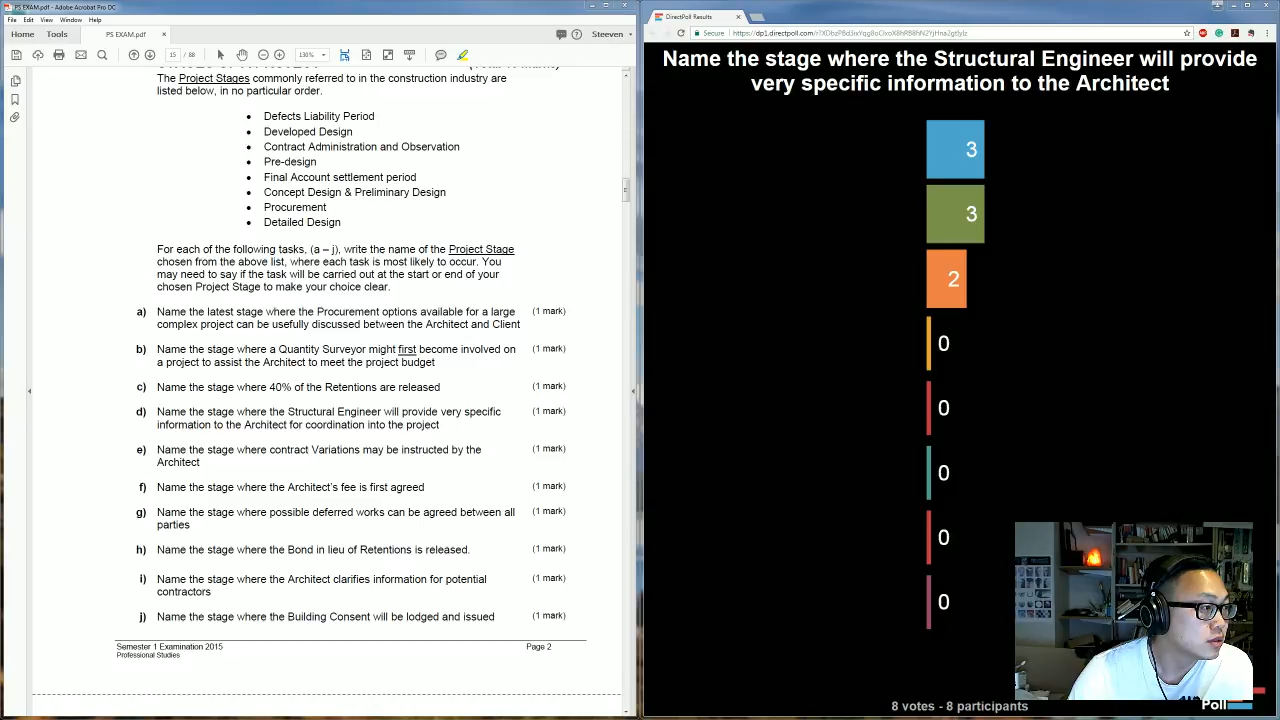 PS EXAM.pdf - Adobe Acrobat Pro DC
File Edit View Window Help
Home Tools PS EXAM.pdf × Steeven
15 / 88 130%
The Project Stages commonly referred to in the construction industry are
listed below, in no particular order.
• Defects Liability Period
• Developed Design
• Contract Administration and Observation
• Pre-design
• Final Account settlement period
• Concept Design & Preliminary Design
• Procurement
• Detailed Design
For each of the following tasks, (a – j), write the name of the Project Stage
chosen from the above list, where each task is most likely to occur. You
may need to say if the task will be carried out at the start or end of your
chosen Project Stage to make your choice clear.
a) Name the latest stage where the Procurement options available for a large (1 mark)
complex project can be usefully discussed between the Architect and Client
b) Name the stage where a Quantity Surveyor might first become involved on (1 mark)
a project to assist the Architect to meet the project budget
c) Name the stage where 40% of the Retentions are released (1 mark)
d) Name the stage where the Structural Engineer will provide very specific (1 mark)
information to the Architect for coordination into the project
e) Name the stage where contract Variations may be instructed by the (1 mark)
Architect
f) Name the stage where the Architect's fee is first agreed (1 mark)
g) Name the stage where possible deferred works can be agreed between all (1 mark)
parties
h) Name the stage where the Bond in lieu of Retentions is released. (1 mark)
i) Name the stage where the Architect clarifies information for potential (1 mark)
contractors
j) Name the stage where the Building Consent will be lodged and issued (1 mark)
Semester 1 Examination 2015 Page 2
Professional Studies
DirectPoll Results
Secure
Name the stage where the Structural Engineer will provide
very specific information to the Architect
3
3
2
0
0
0
0
0
8 votes - 8 participants
Poll